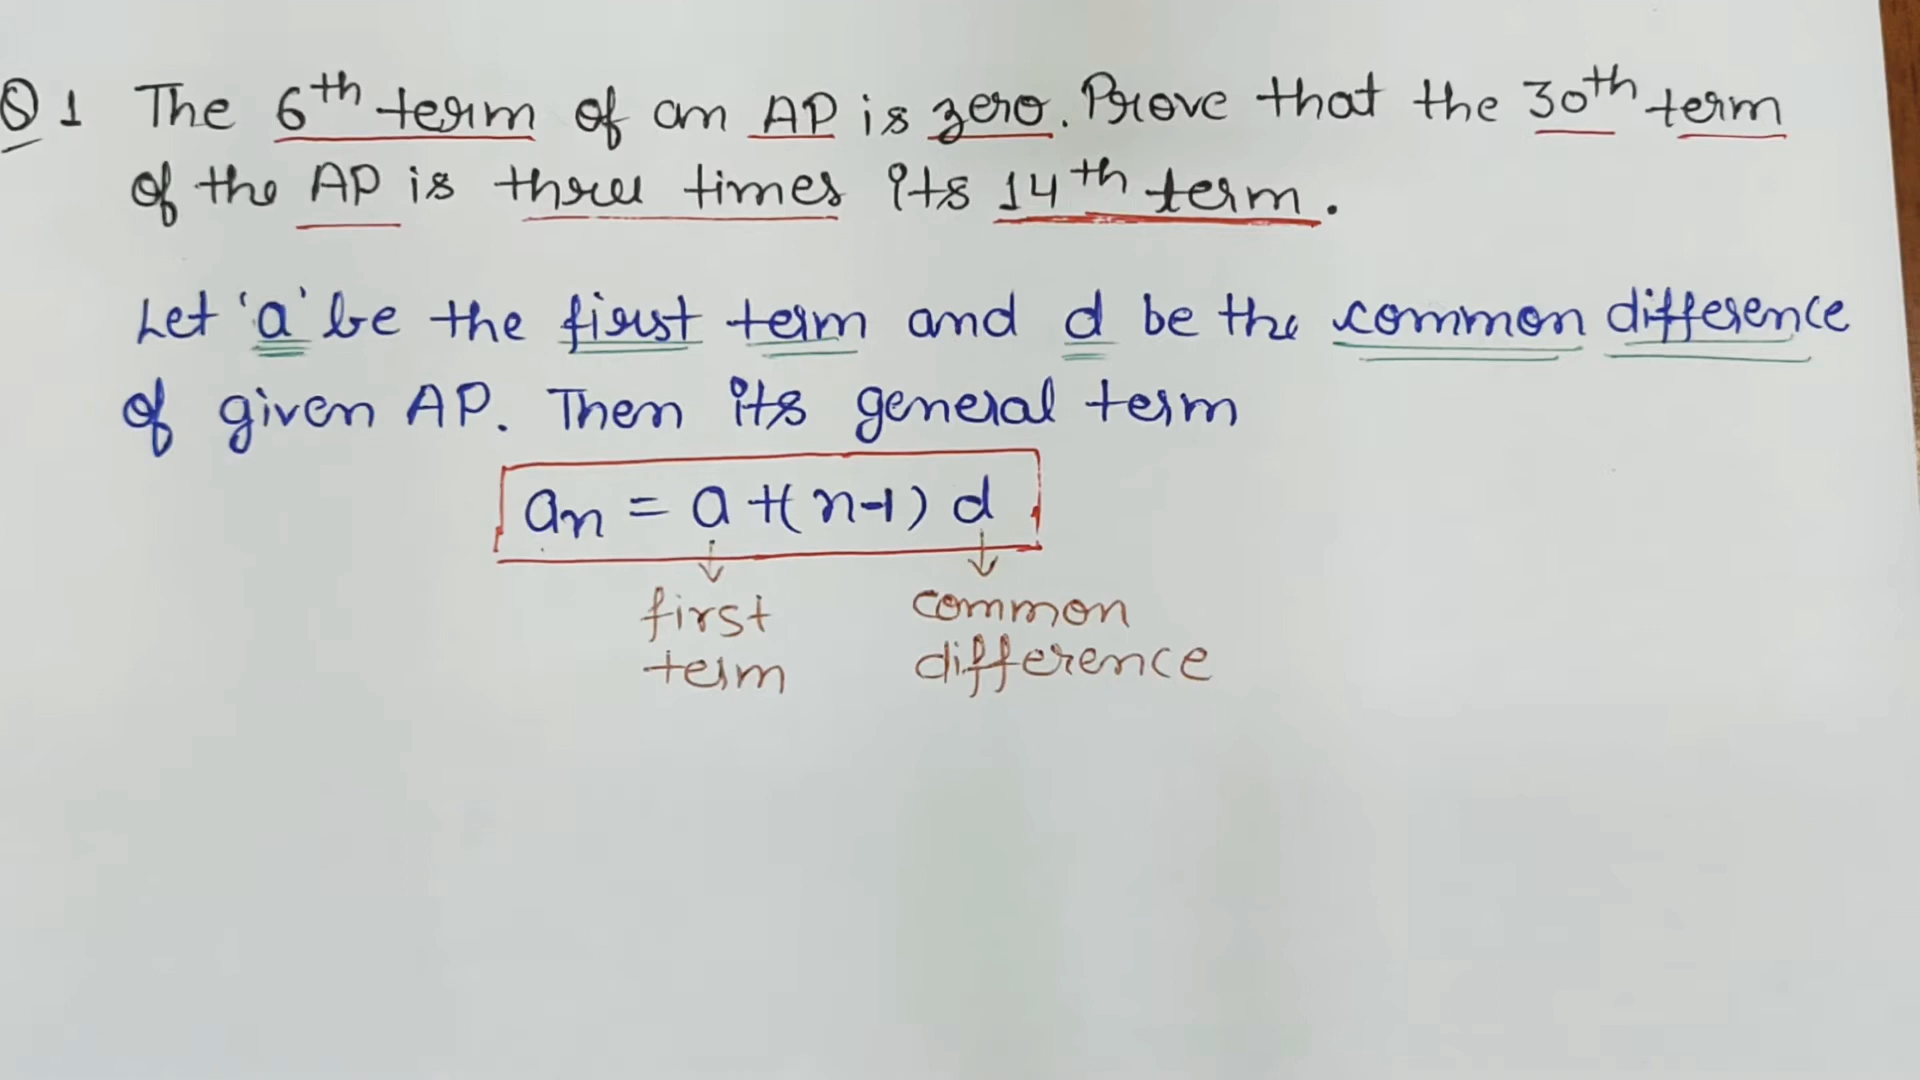 Q 1 The 6th term of an AP is zero. Prove that the 30th term
of the AP is three times its 14th term.
Let 'a' be the first term and d be the common difference
of given AP. Then its general term
an = a +(n-1) d
first common
term difference